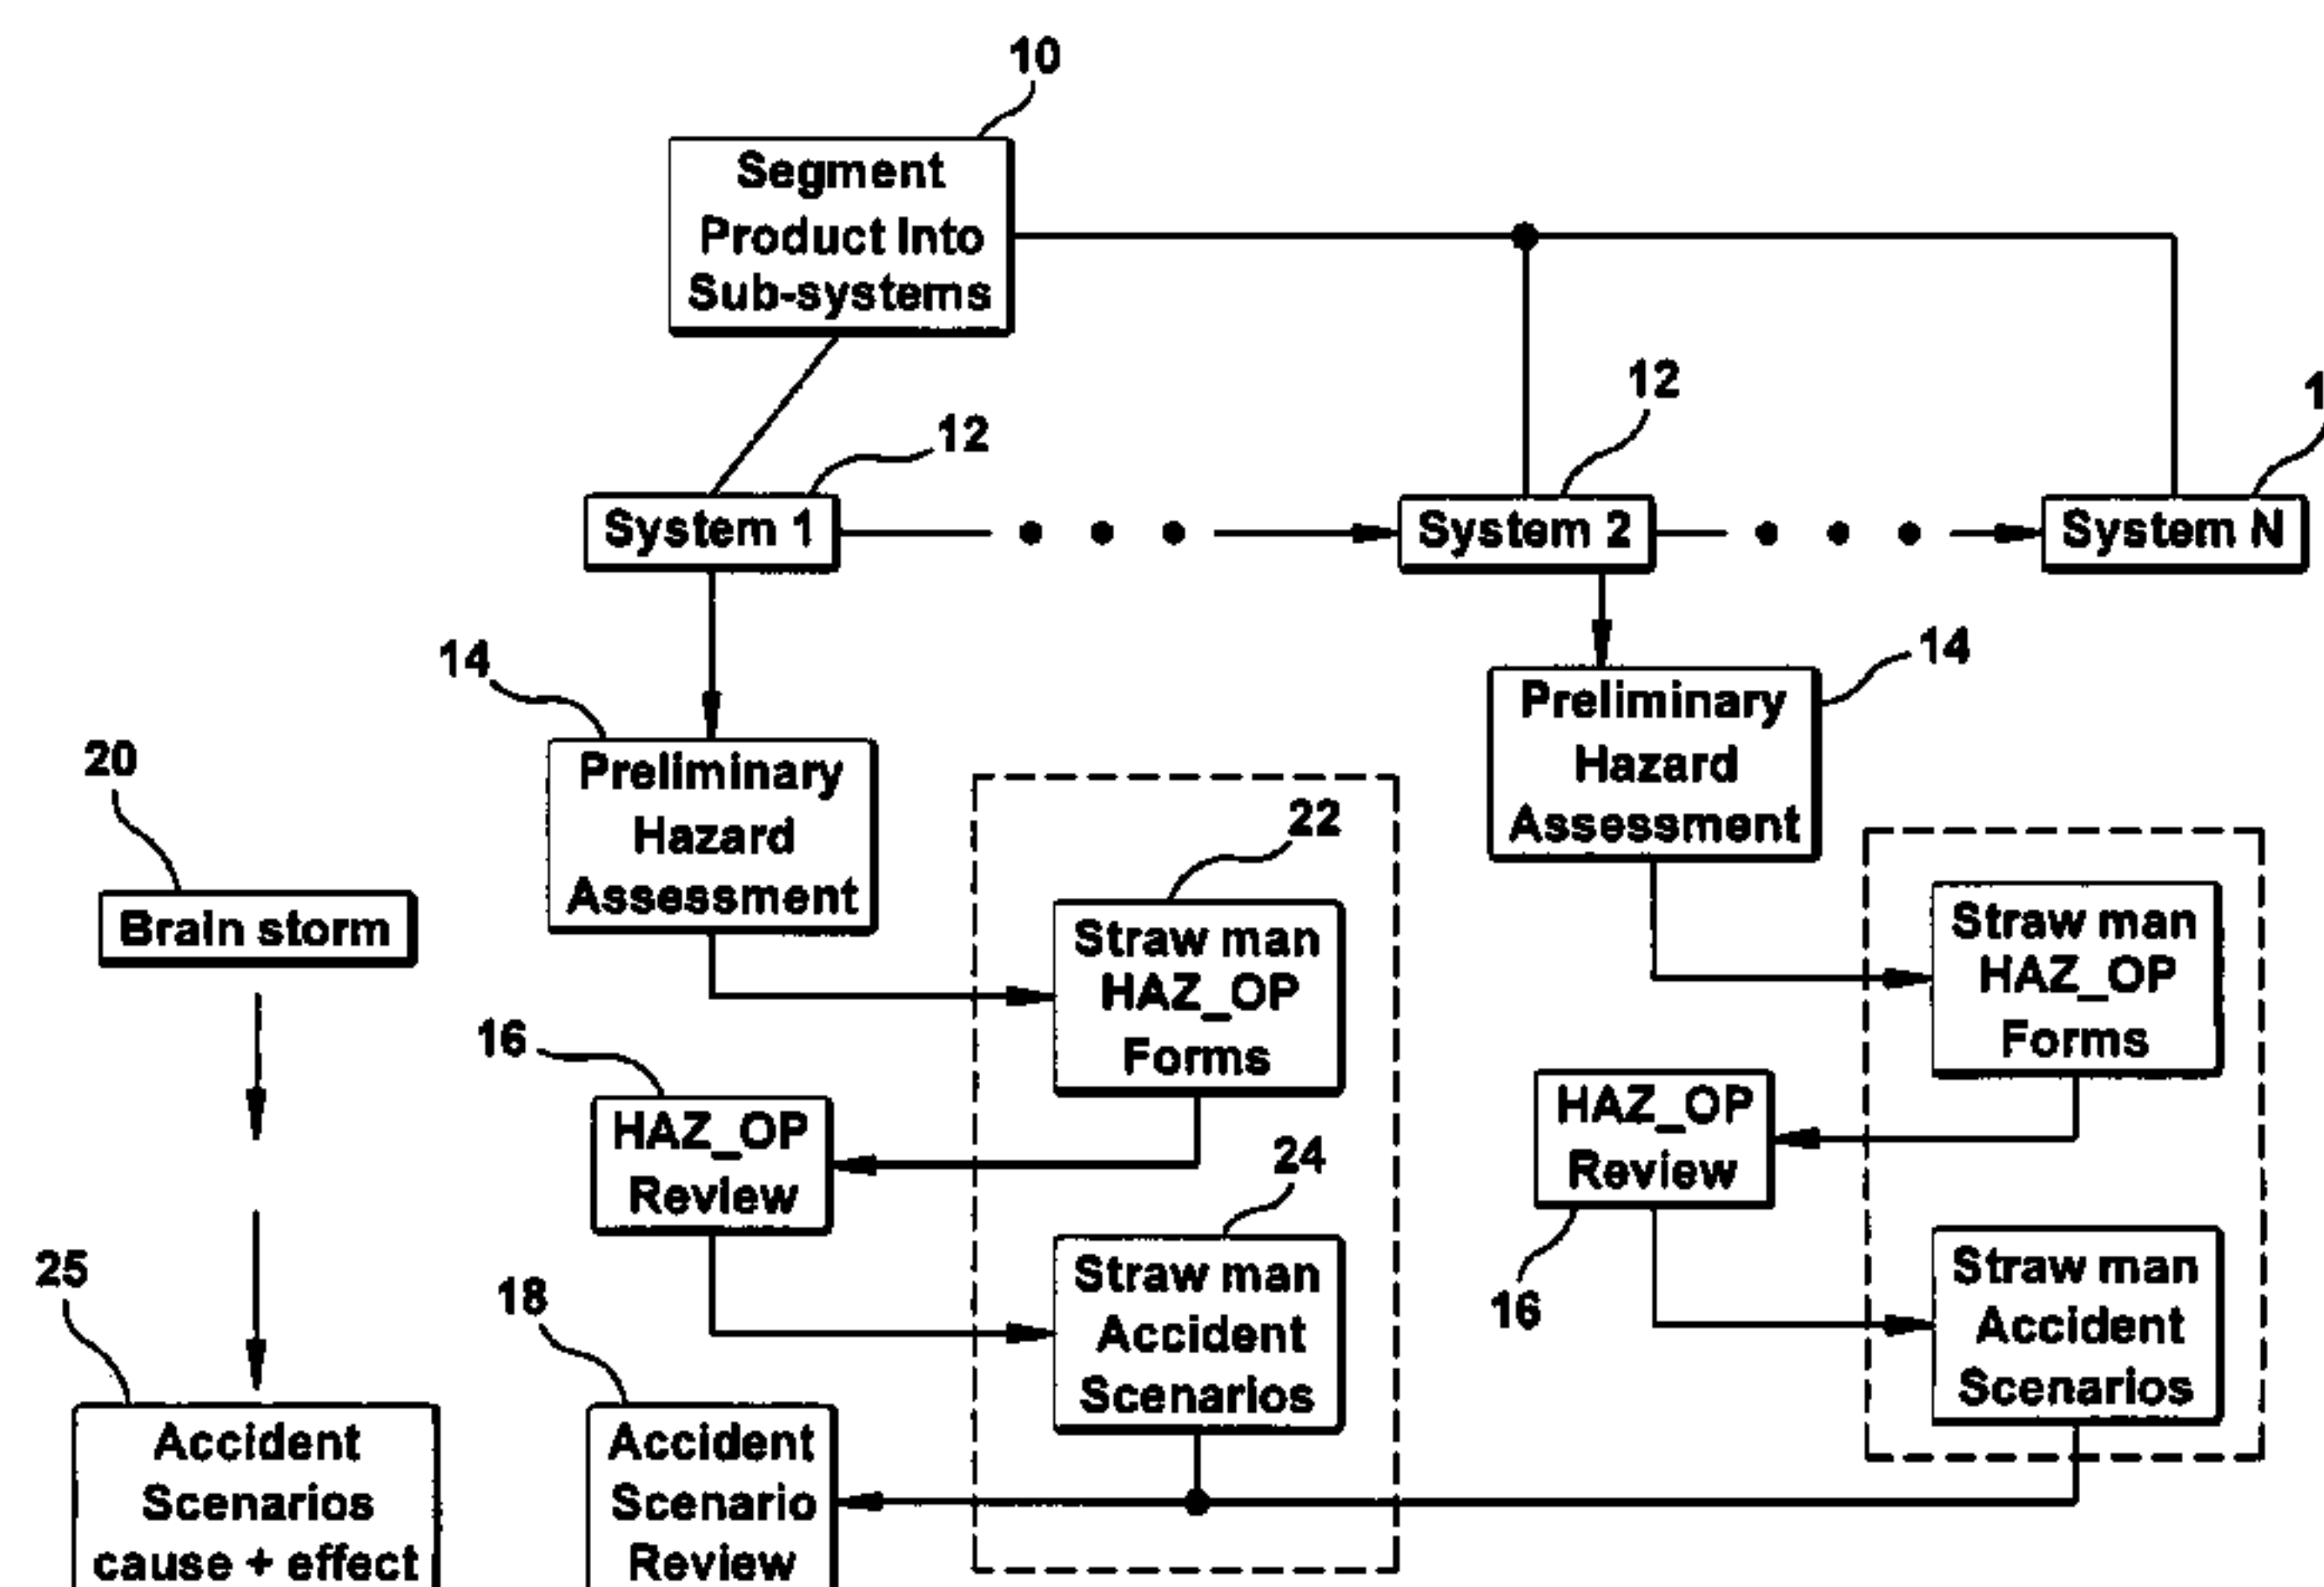 10
Segment
Product Into
Sub-systems
12
12
1
System 1
System 2
System N
14
14
Preliminary
Hazard
Assessment
Preliminary
Hazard
Assessment
20
Brain storm
22
Straw man
HAZ_OP
Forms
Straw man
HAZ_OP
Forms
16
HAZ_OP
Review
HAZ_OP
Review
16
24
Straw man
Accident
Scenarios
Straw man
Accident
Scenarios
25
Accident
Scenarios
cause + effect
18
Accident
Scenario
Review